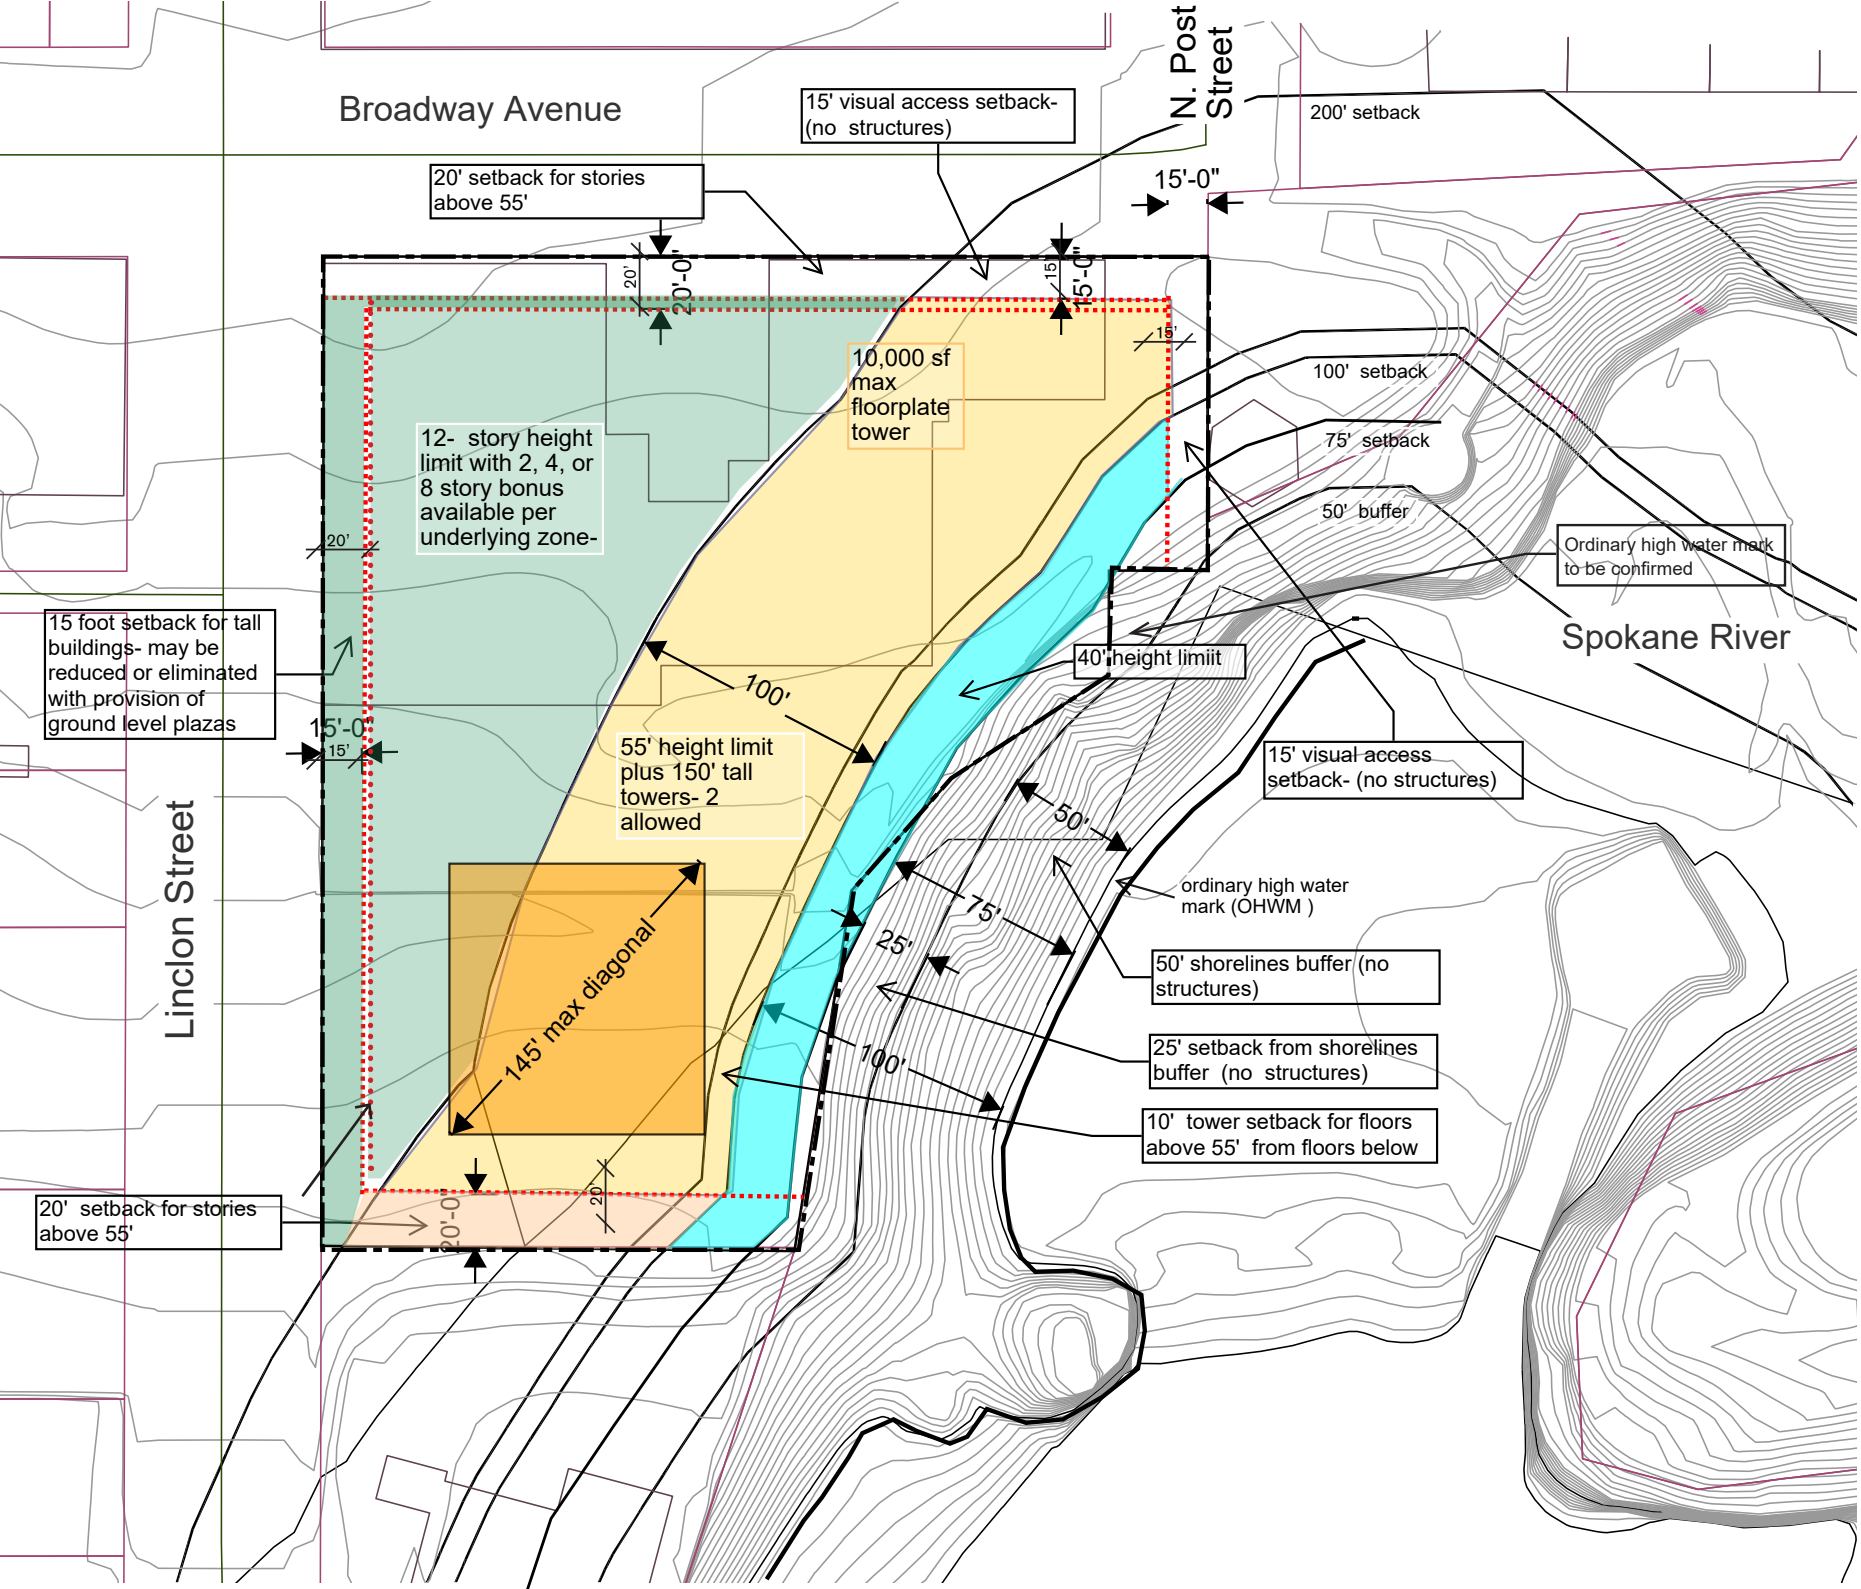 N. Post
Street
Broadway Avenue
15' visual access setback-
(no structures)
200' setback
20' setback for stories
above 55'
15'-0"
20'
20'-0"
15'
15'-0"
15'
10,000 sf
max
floorplate
tower
100' setback
12- story height
limit with 2, 4, or
8 story bonus
available per
underlying zone-
75' setback
50' buffer
20'
Ordinary high water mark
to be confirmed
Spokane River
15 foot setback for tall
buildings- may be
reduced or eliminated
with provision of
ground level plazas
40' height limiit
100'
15'-0"
15'
55' height limit
plus 150' tall
towers- 2
allowed
15' visual access
setback- (no structures)
50'
Linclon Street
ordinary high water
mark (OHWM )
75'
25'
145' max diagonal
50' shorelines buffer (no
structures)
100'
25' setback from shorelines
buffer (no structures)
10' tower setback for floors
above 55' from floors below
20' setback for stories
above 55'
20'-0"
20'